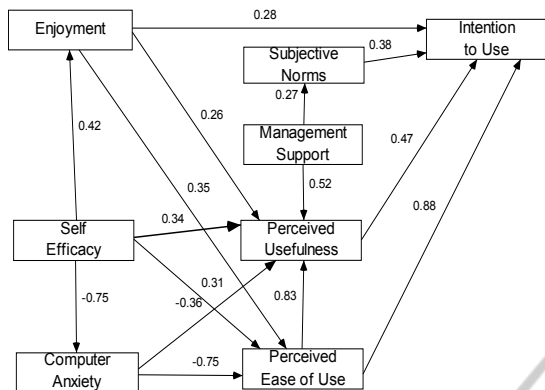 0.28
Enjoyment
Intention
to Use
0.38
Subjective
Norms
0.27
0.26
Management
Support
0.42
0.47
0.35
0.52
0.88
Self
Efficacy
0.34
Perceived
Usefulness
0.31
-0.75
-0.36
0.83
Computer
Anxiety
-0.75
Perceived
Ease of Use